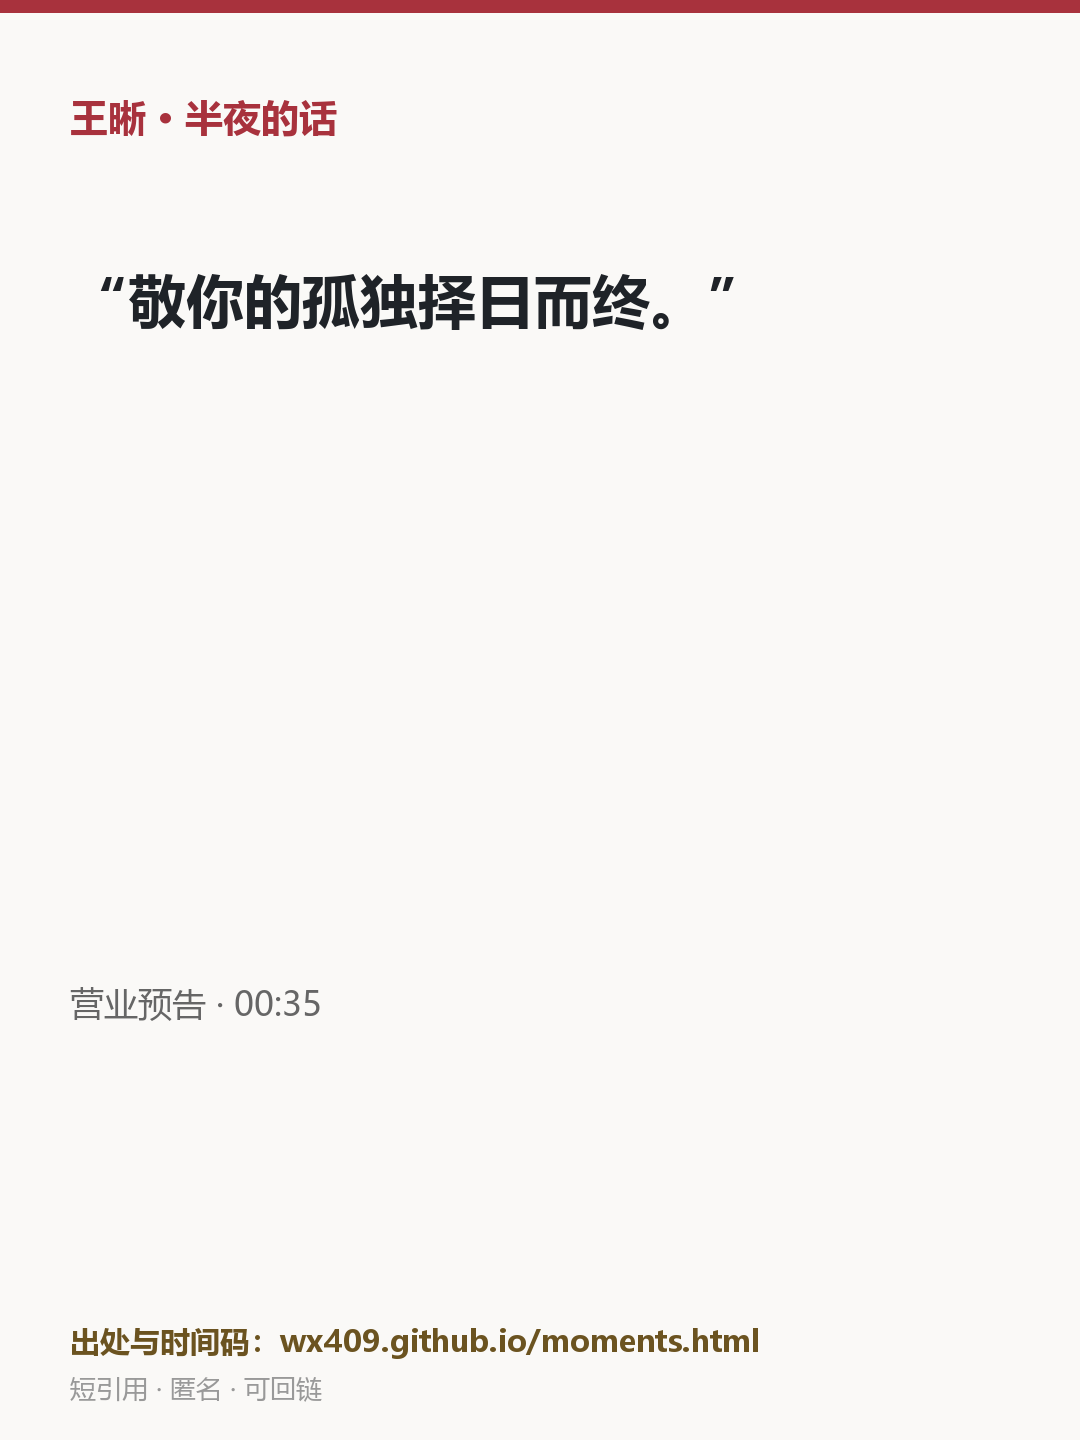 王晰·半夜的话
“敬你的孤独择日而终。”
营业预告 · 00:35
出处与时间码：wx409.github.io/moments.html
短引用 · 匿名 · 可回链